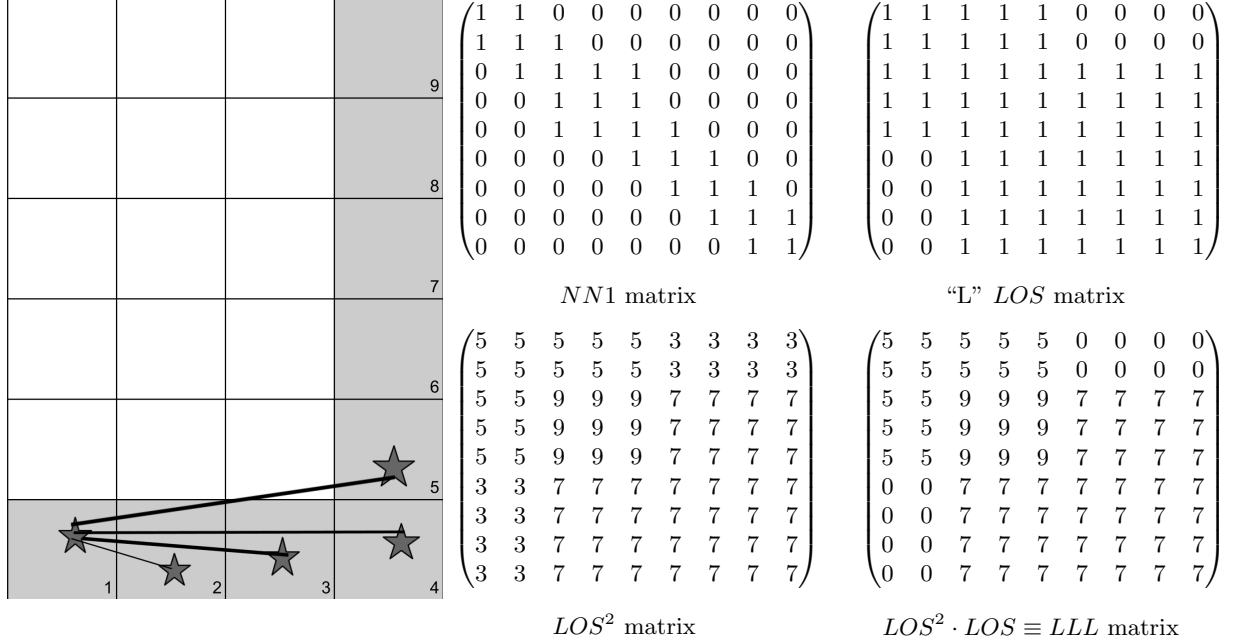 9
8
7
6
5
1 2 3 4
1 1 0 0 0 0 0 0 0
1 1 1 0 0 0 0 0 0
0 1 1 1 1 0 0 0 0
0 0 1 1 1 0 0 0 0
0 0 1 1 1 1 0 0 0
0 0 0 0 1 1 1 0 0
0 0 0 0 0 1 1 1 0
0 0 0 0 0 0 1 1 1
0 0 0 0 0 0 0 1 1
NN1 matrix
1 1 1 1 1 0 0 0 0
1 1 1 1 1 0 0 0 0
1 1 1 1 1 1 1 1 1
1 1 1 1 1 1 1 1 1
1 1 1 1 1 1 1 1 1
0 0 1 1 1 1 1 1 1
0 0 1 1 1 1 1 1 1
0 0 1 1 1 1 1 1 1
0 0 1 1 1 1 1 1 1
“L” LOS matrix
5 5 5 5 5 3 3 3 3
5 5 5 5 5 3 3 3 3
5 5 9 9 9 7 7 7 7
5 5 9 9 9 7 7 7 7
5 5 9 9 9 7 7 7 7
3 3 7 7 7 7 7 7 7
3 3 7 7 7 7 7 7 7
3 3 7 7 7 7 7 7 7
3 3 7 7 7 7 7 7 7
LOS² matrix
5 5 5 5 5 0 0 0 0
5 5 5 5 5 0 0 0 0
5 5 9 9 9 7 7 7 7
5 5 9 9 9 7 7 7 7
5 5 9 9 9 7 7 7 7
0 0 7 7 7 7 7 7 7
0 0 7 7 7 7 7 7 7
0 0 7 7 7 7 7 7 7
0 0 7 7 7 7 7 7 7
LOS² · LOS ≡ LLL matrix